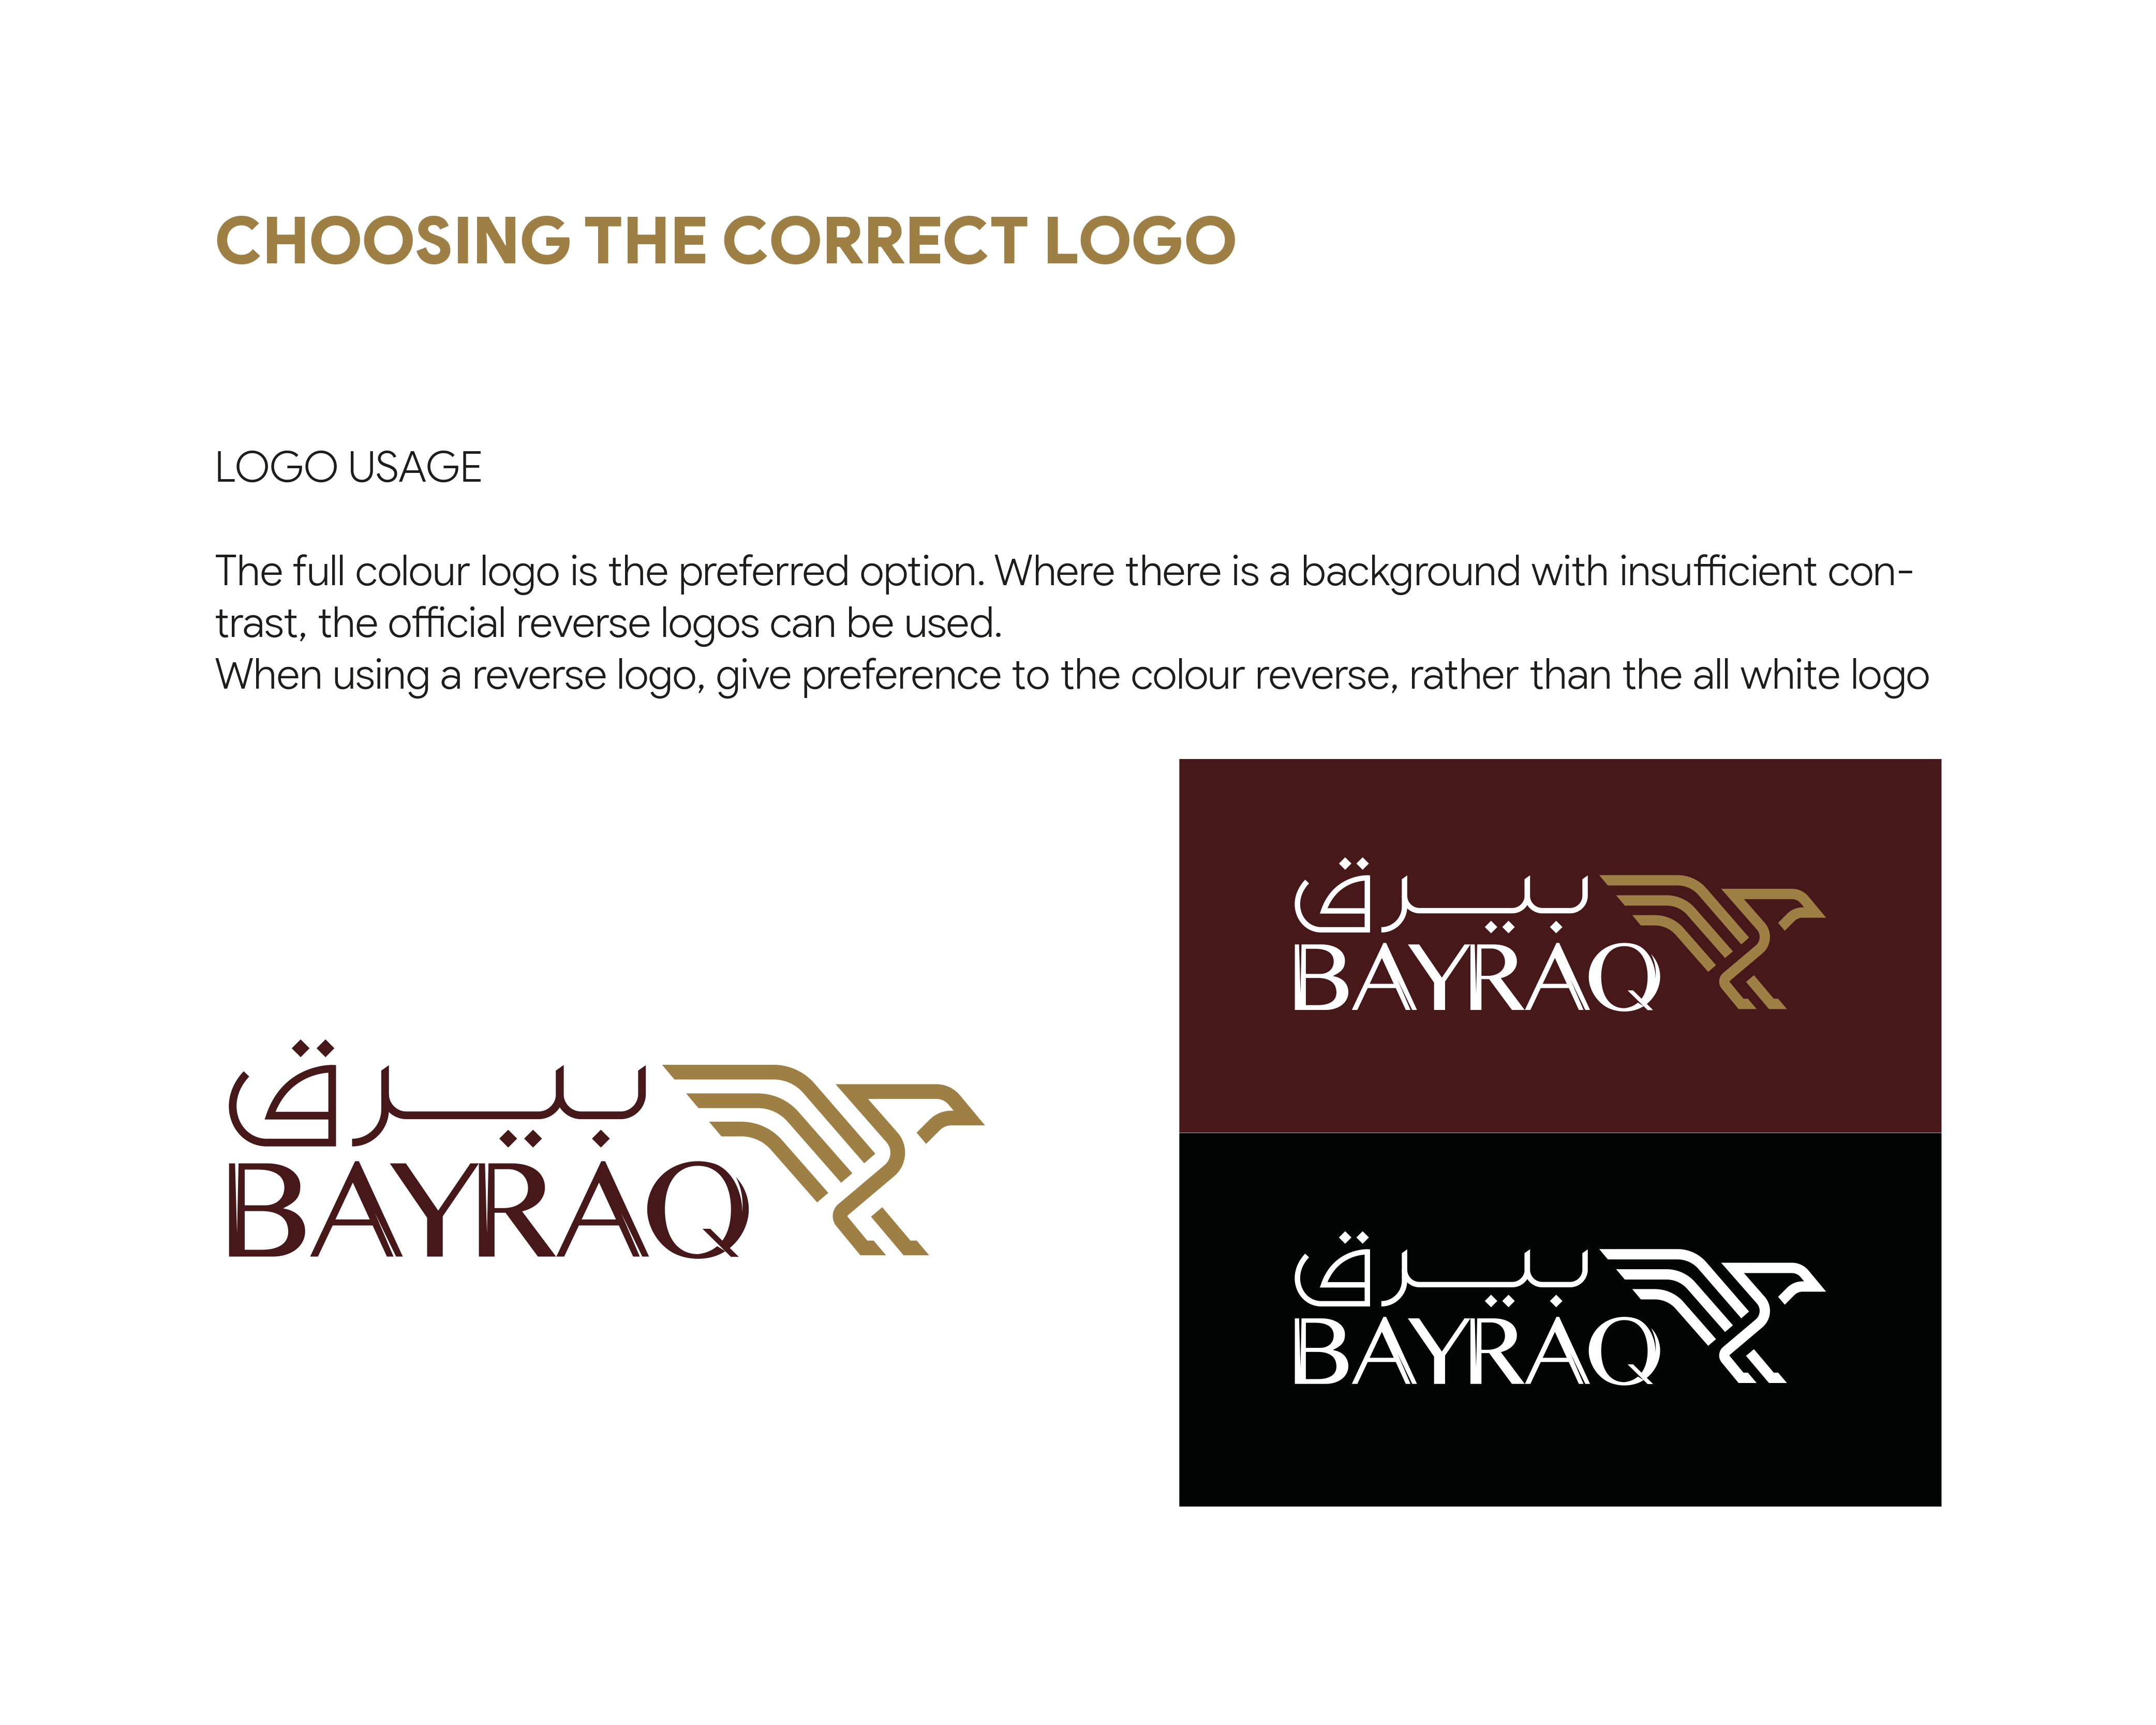 CHOOSING THE CORRECT LOGO
LOGO USAGE
The full colour logo is the preferred option. Where there is a background with insufficient con-
trast, the official reverse logos can be used.
When using a reverse logo, give preference to the colour reverse, rather than the all white logo
بيرق
BAYRAQ
بيرق
BAYRAQ
بيرق
BAYRAQ